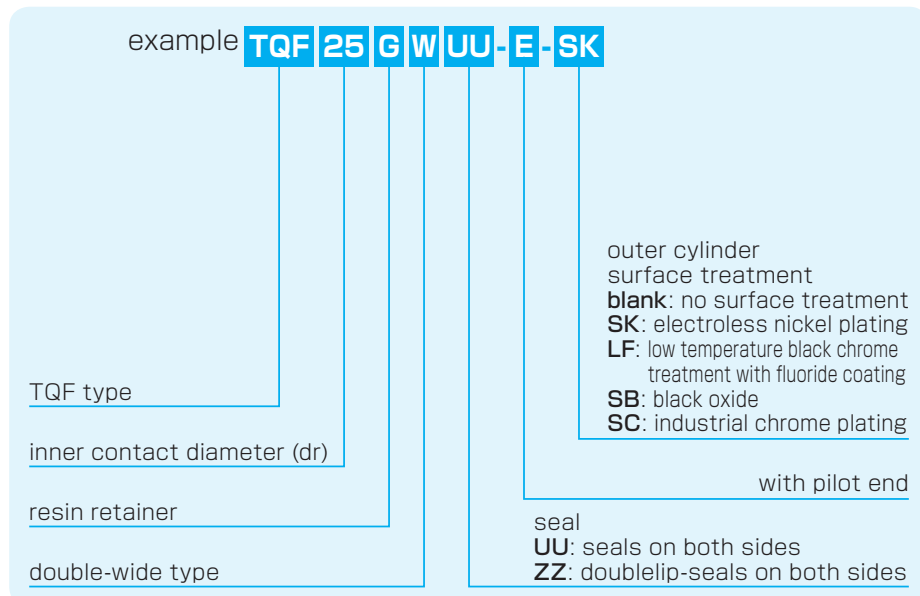 example TQF 25 G W UU - E - SK
outer cylinder
surface treatment
blank: no surface treatment
SK: electroless nickel plating
LF: low temperature black chrome
treatment with fluoride coating
SB: black oxide
SC: industrial chrome plating
TQF type
inner contact diameter (dr)
with pilot end
resin retainer
seal
UU: seals on both sides
ZZ: doublelip-seals on both sides
double-wide type